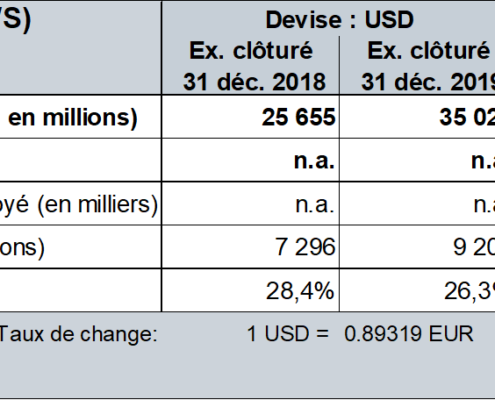 /S)
Devise : USD
Ex. clôturé Ex. clôturé
31 déc. 2018 31 déc. 2019
en millions) 25 655 35 02
n.a. n.a
oyé (en milliers) n.a. n.a
ons) 7 296 9 20
28,4% 26,3%
Taux de change: 1 USD = 0.89319 EUR